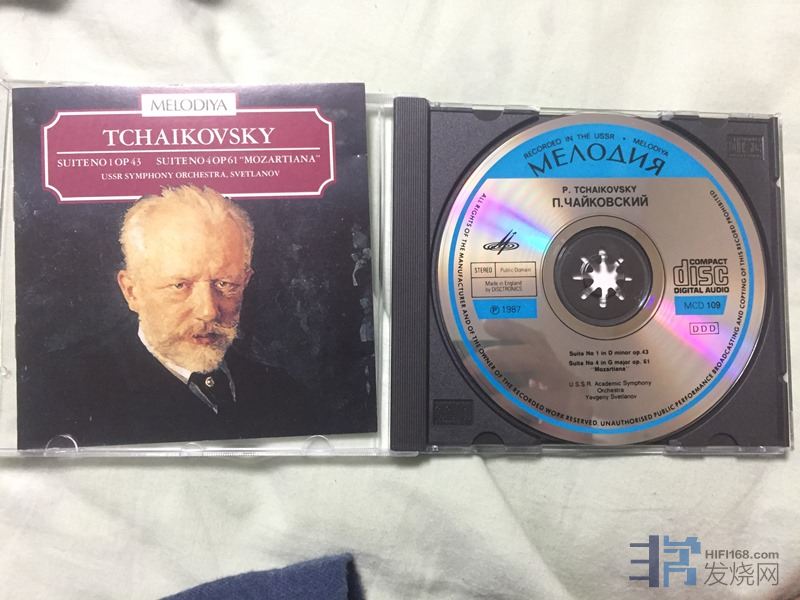 MELODIYA
TCHAIKOVSKY
SUITE NO 1 OP 43 SUITE NO 4 OP 61 "MOZARTIANA"
USSR SYMPHONY ORCHESTRA, SVETLANOV
RECORDED IN THE USSR • MELODIYA
МЕЛОДИЯ
P. TCHAIKOVSKY
П. ЧАЙКОВСКИЙ
STEREO Public Domain
Made in England
by DISCTRONICS
℗ 1987
COMPACT
disc
DIGITAL AUDIO
MCD 109
DDD
Suite No 1 in D minor op.43
Suite No 4 in G major op. 61
"Mozartiana"
U.S.S.R. Academic Symphony
Orchestra
Yevgeny Svetlanov
ALL RIGHTS OF THE MANUFACTURER AND OF THE OWNER OF THE RECORDED WORK RESERVED. UNAUTHORISED PUBLIC PERFORMANCE BROADCASTING AND COPYING OF THIS RECORD PROHIBITED
HIFI168.com
发烧网